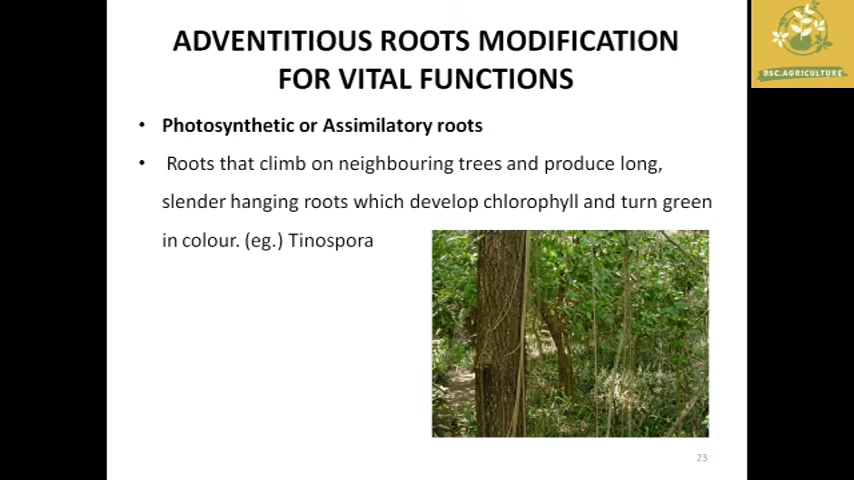 ADVENTITIOUS ROOTS MODIFICATION
FOR VITAL FUNCTIONS
BSC.AGRICULTURE
• Photosynthetic or Assimilatory roots
• Roots that climb on neighbouring trees and produce long,
slender hanging roots which develop chlorophyll and turn green
in colour. (eg.) Tinospora
23